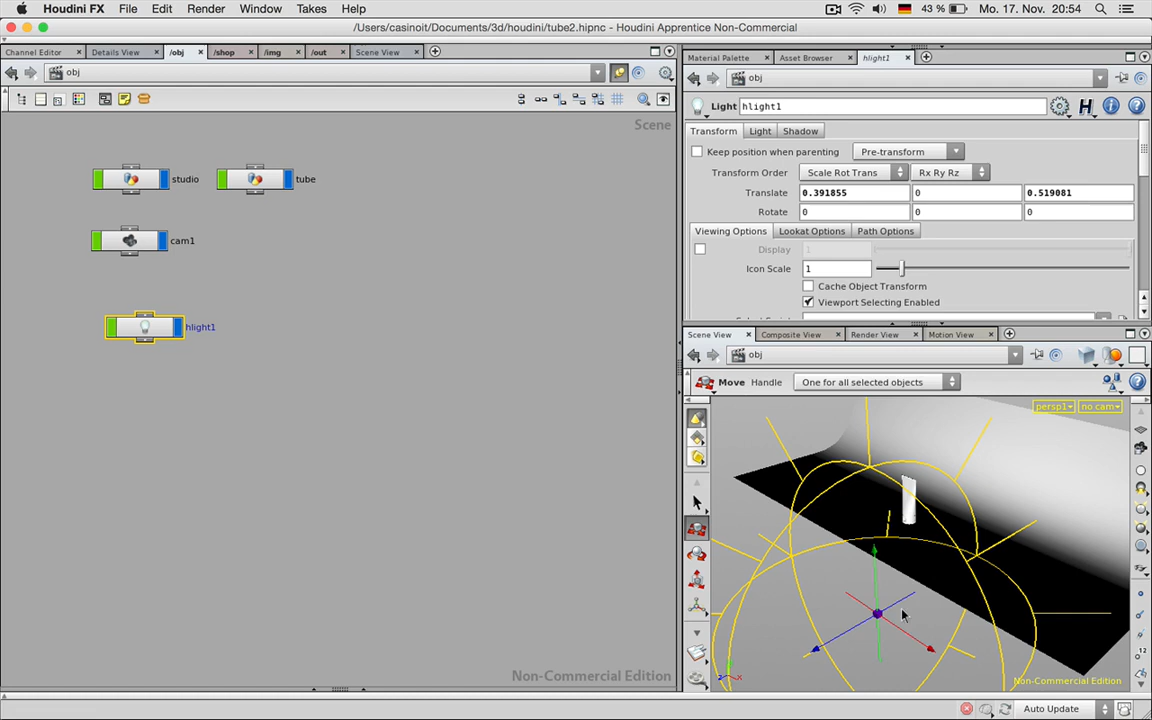 Houdini FX File Edit Render Window Takes Help 43 % Mo. 17. Nov. 20:54
/Users/casinoit/Documents/3d/houdini/tube2.hipnc - Houdini Apprentice Non-Commercial
Channel Editor Details View /obj /shop /img /out Scene View
obj
Scene
studio tube
cam1
hlight1
Non-Commercial Edition
Material Palette Asset Browser hlight1
obj
Light hlight1
Transform Light Shadow
Keep position when parenting Pre-transform
Transform Order Scale Rot Trans Rx Ry Rz
Translate 0.391855 0 0.519081
Rotate 0 0 0
Viewing Options Lookat Options Path Options
Display 1
Icon Scale 1
Cache Object Transform
Viewport Selecting Enabled
Scene View Composite View Render View Motion View
obj
Move Handle One for all selected objects
persp1 no cam
12
Non-Commercial Edition
Auto Update